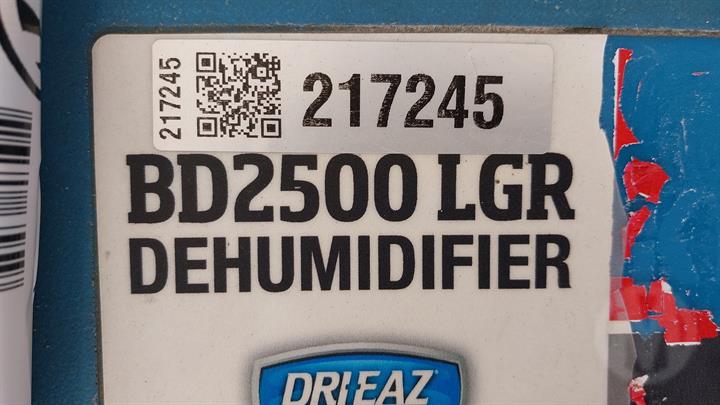 217245
217245
BD2500 LGR
DEHUMIDIFIER
DRI-EAZ